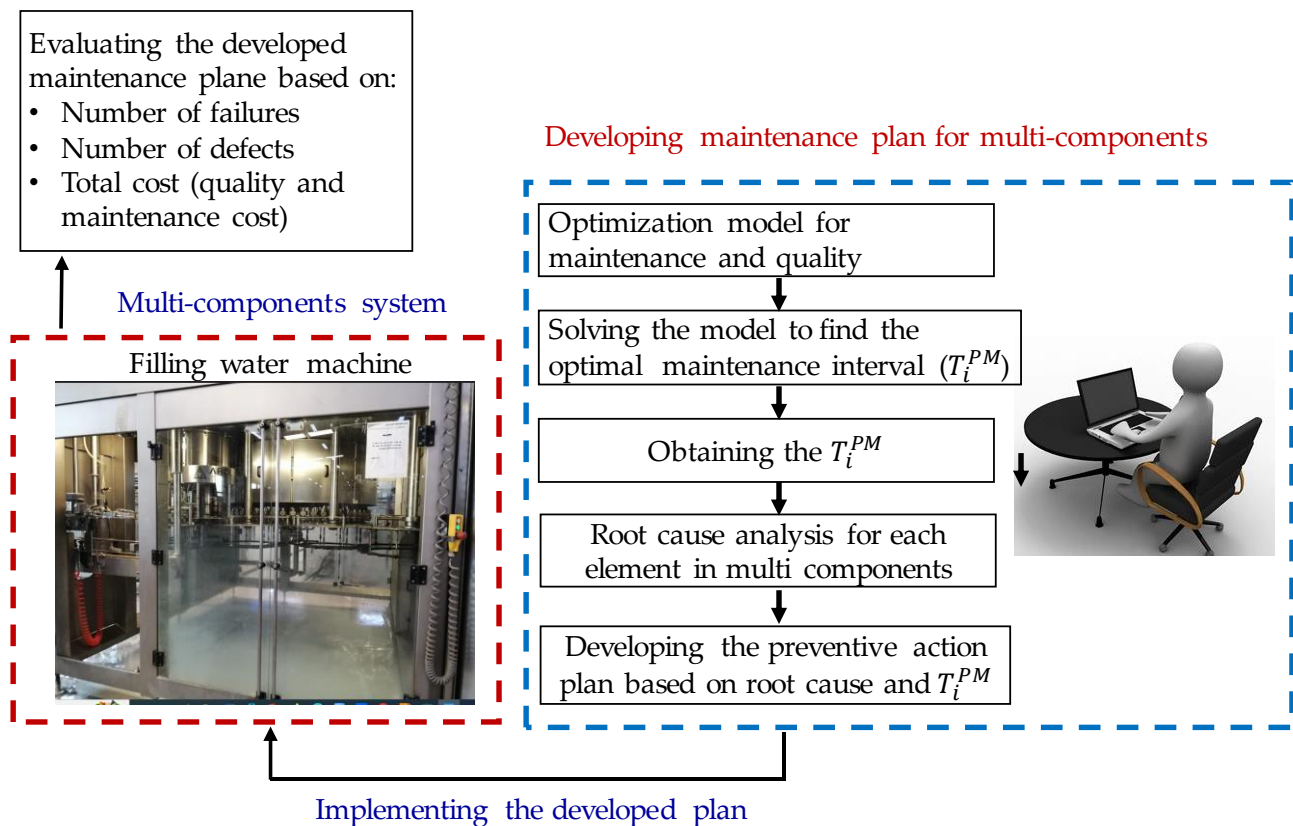 Evaluating the developed
maintenance plane based on:
• Number of failures
• Number of defects
• Total cost (quality and
maintenance cost)
Multi-components system
Filling water machine
Developing maintenance plan for multi-components
Optimization model for
maintenance and quality
Solving the model to find the
optimal maintenance interval (T_i^{PM})
Obtaining the T_i^{PM}
Root cause analysis for each
element in multi components
Developing the preventive action
plan based on root cause and T_i^{PM}
Implementing the developed plan